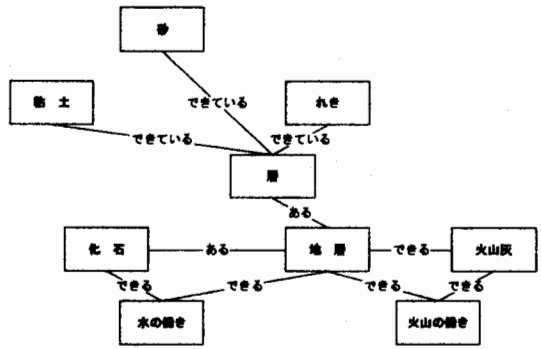 砂
粘 土
できている
れき
できている
できている
層
ある
化 石
ある
地 層
できる
火山灰
できる
できる
できる
できる
水の働き
火山の働き